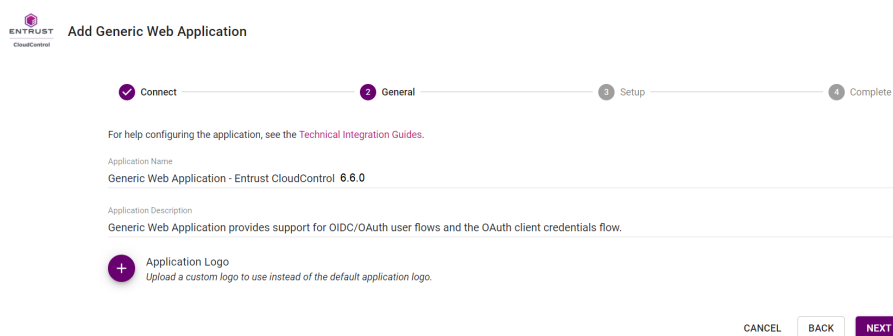 ENTRUST
CloudControl
Add Generic Web Application
Connect
2 General
3 Setup
4 Complete
For help configuring the application, see the Technical Integration Guides.
Application Name
Generic Web Application - Entrust CloudControl 6.6.0
Application Description
Generic Web Application provides support for OIDC/OAuth user flows and the OAuth client credentials flow.
Application Logo
Upload a custom logo to use instead of the default application logo.
CANCEL BACK NEXT